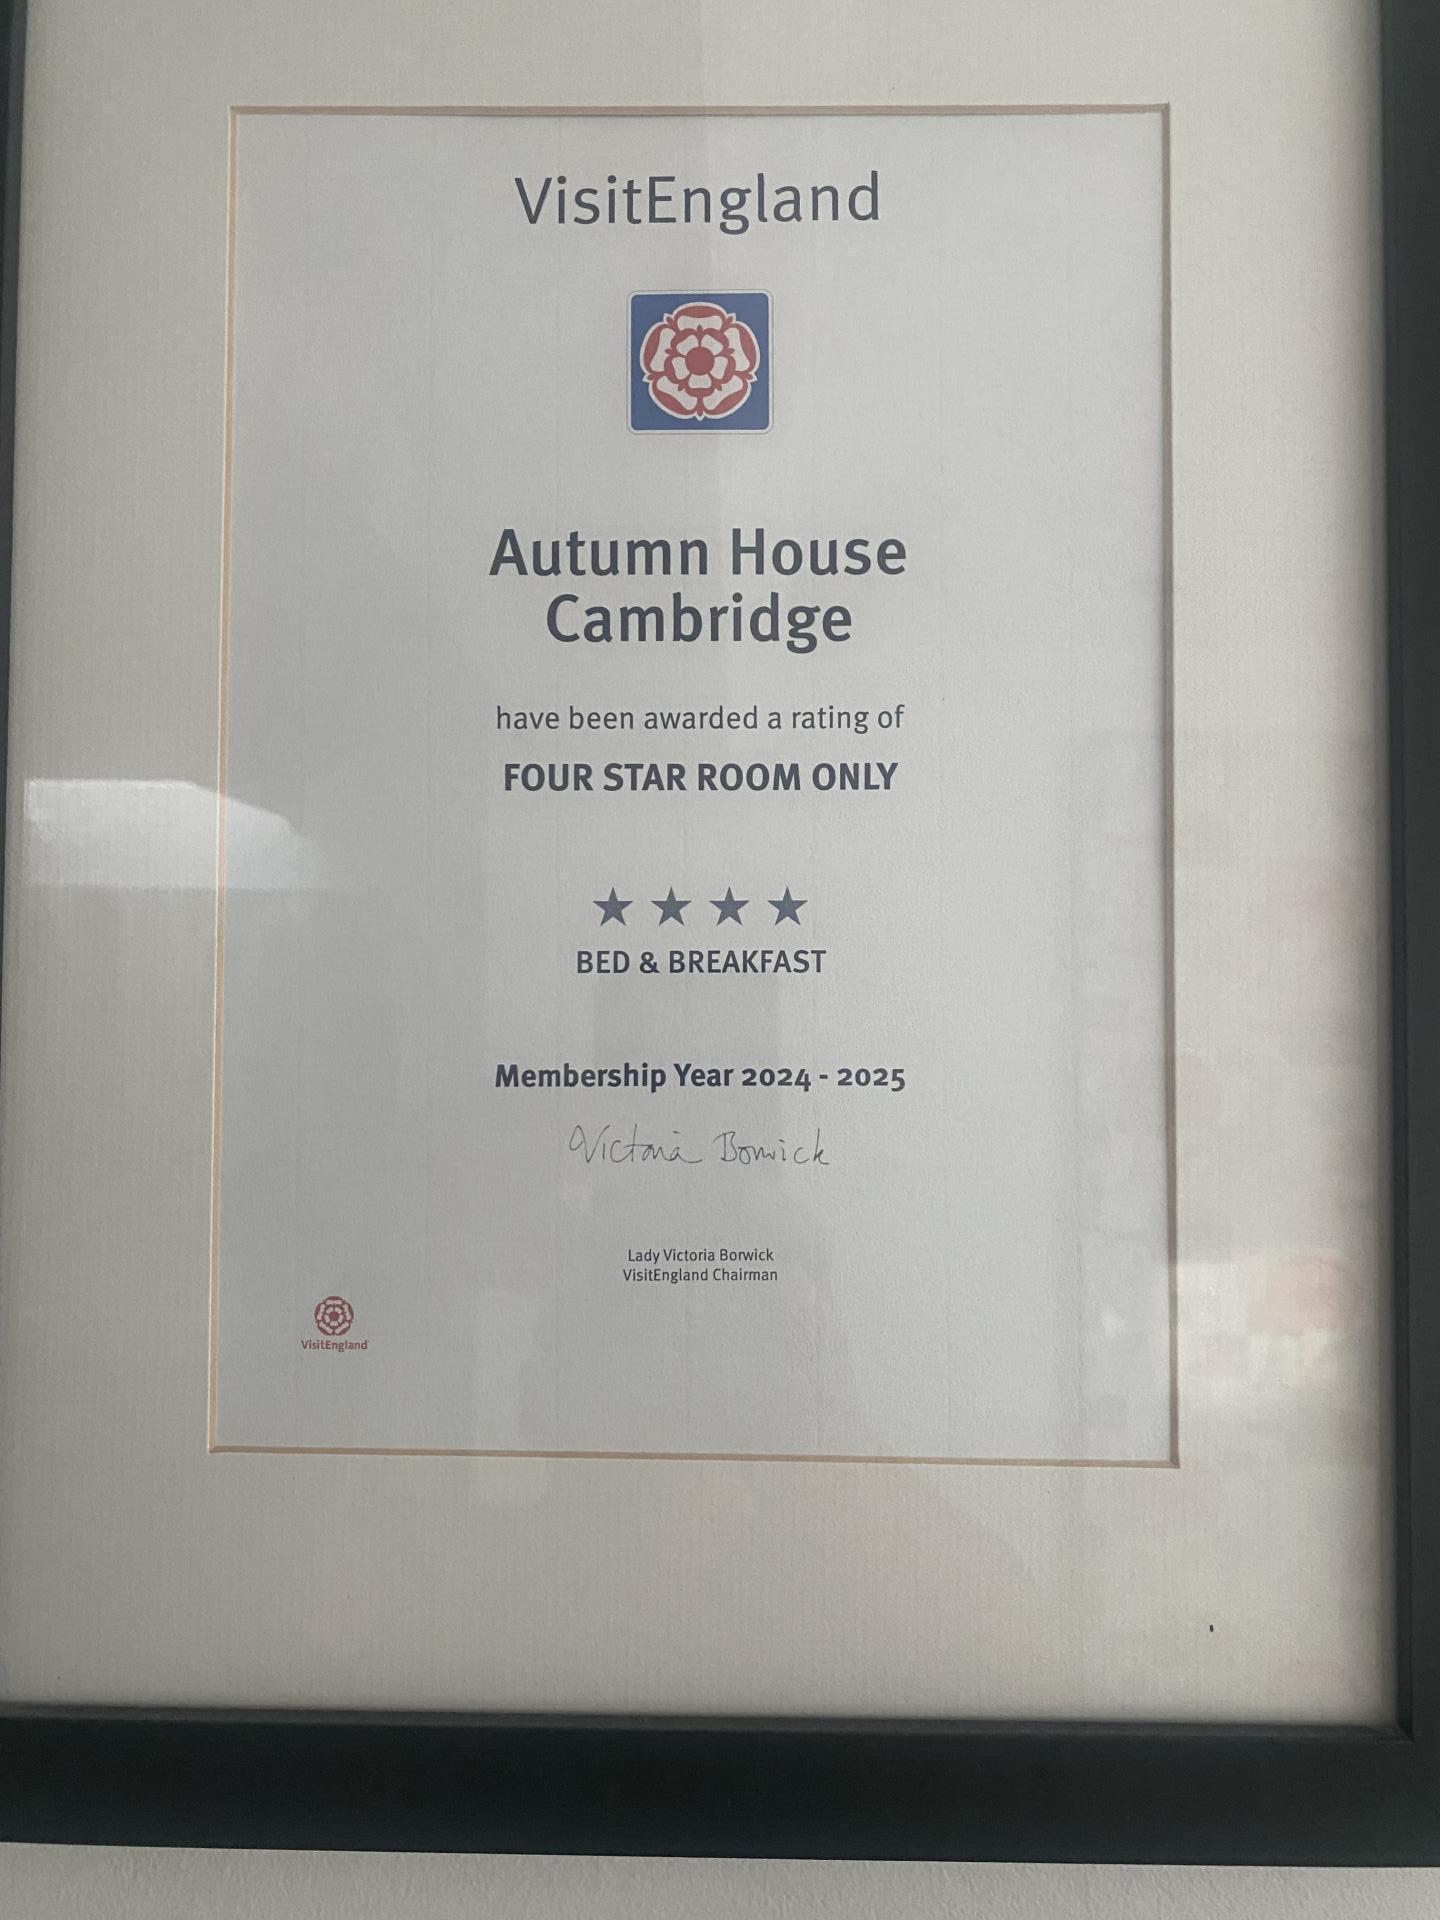 VisitEngland
Autumn House
Cambridge
have been awarded a rating of
FOUR STAR ROOM ONLY
BED & BREAKFAST
Membership Year 2024 - 2025
Victoria Borwick
Lady Victoria Borwick
VisitEngland Chairman
VisitEngland